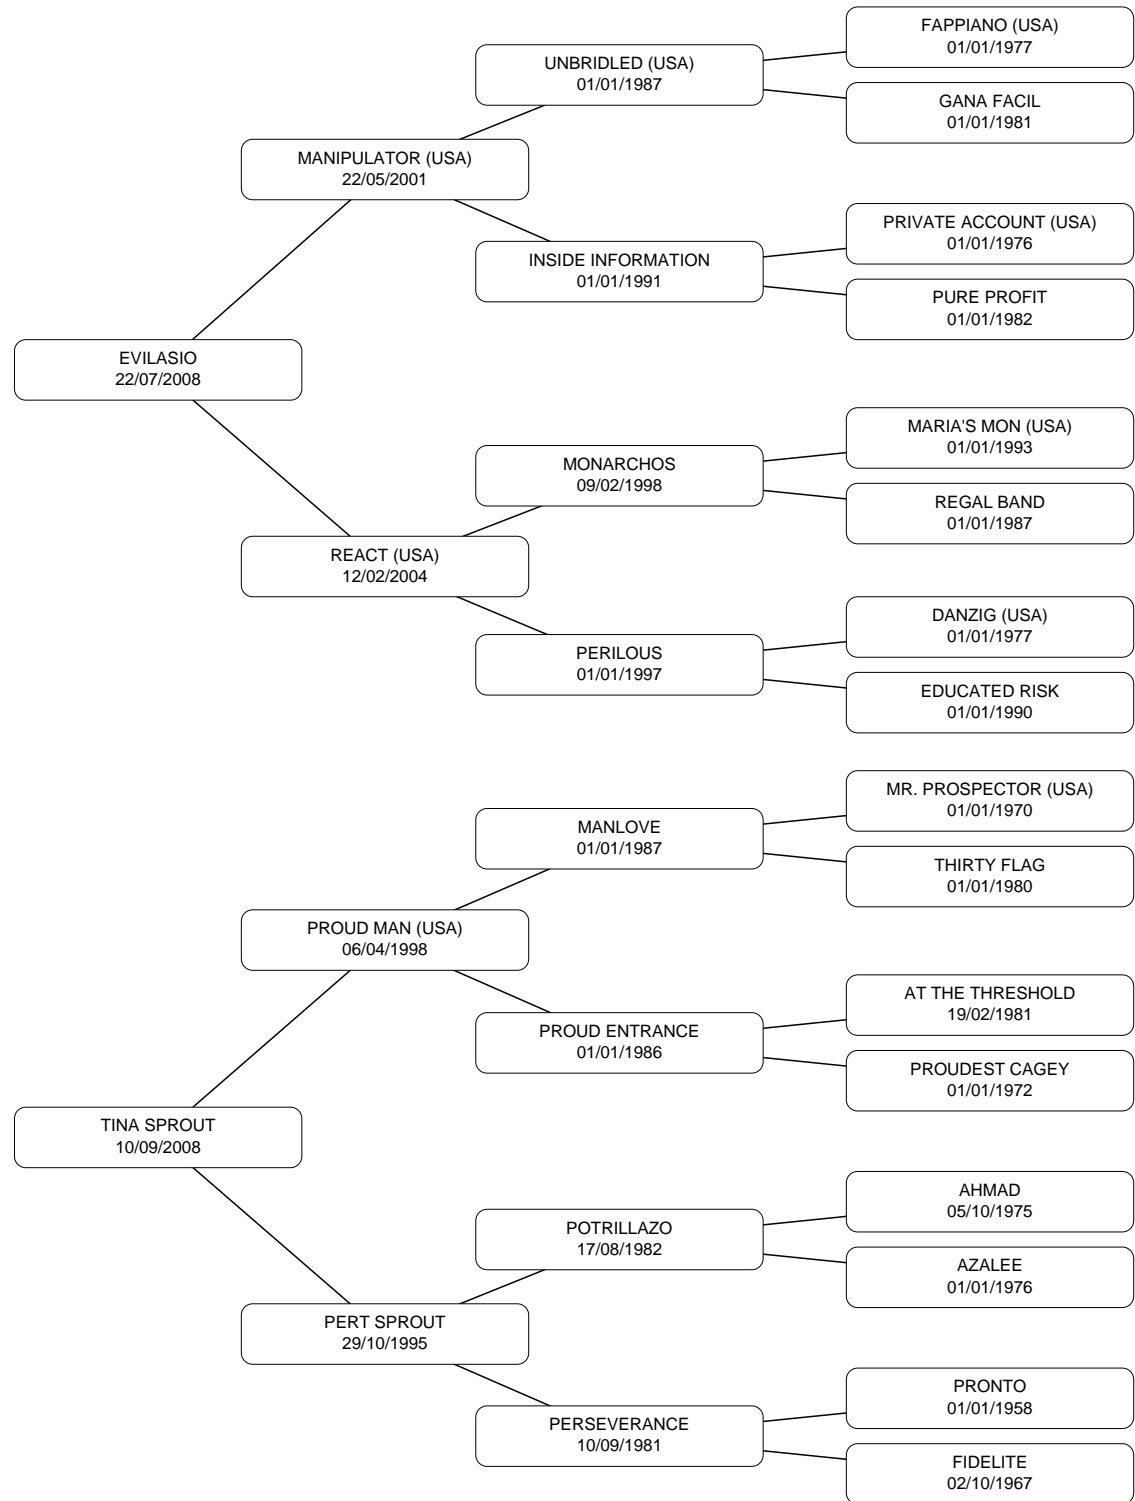 FAPPIANO (USA)
01/01/1977
UNBRIDLED (USA)
01/01/1987
GANA FACIL
01/01/1981
MANIPULATOR (USA)
22/05/2001
PRIVATE ACCOUNT (USA)
01/01/1976
INSIDE INFORMATION
01/01/1991
PURE PROFIT
01/01/1982
EVILASIO
22/07/2008
MARIA'S MON (USA)
01/01/1993
MONARCHOS
09/02/1998
REGAL BAND
01/01/1987
REACT (USA)
12/02/2004
DANZIG (USA)
01/01/1977
PERILOUS
01/01/1997
EDUCATED RISK
01/01/1990
MR. PROSPECTOR (USA)
01/01/1970
MANLOVE
01/01/1987
THIRTY FLAG
01/01/1980
PROUD MAN (USA)
06/04/1998
AT THE THRESHOLD
19/02/1981
PROUD ENTRANCE
01/01/1986
PROUDEST CAGEY
01/01/1972
TINA SPROUT
10/09/2008
AHMAD
05/10/1975
POTRILLAZO
17/08/1982
AZALEE
01/01/1976
PERT SPROUT
29/10/1995
PRONTO
01/01/1958
PERSEVERANCE
10/09/1981
FIDELITE
02/10/1967